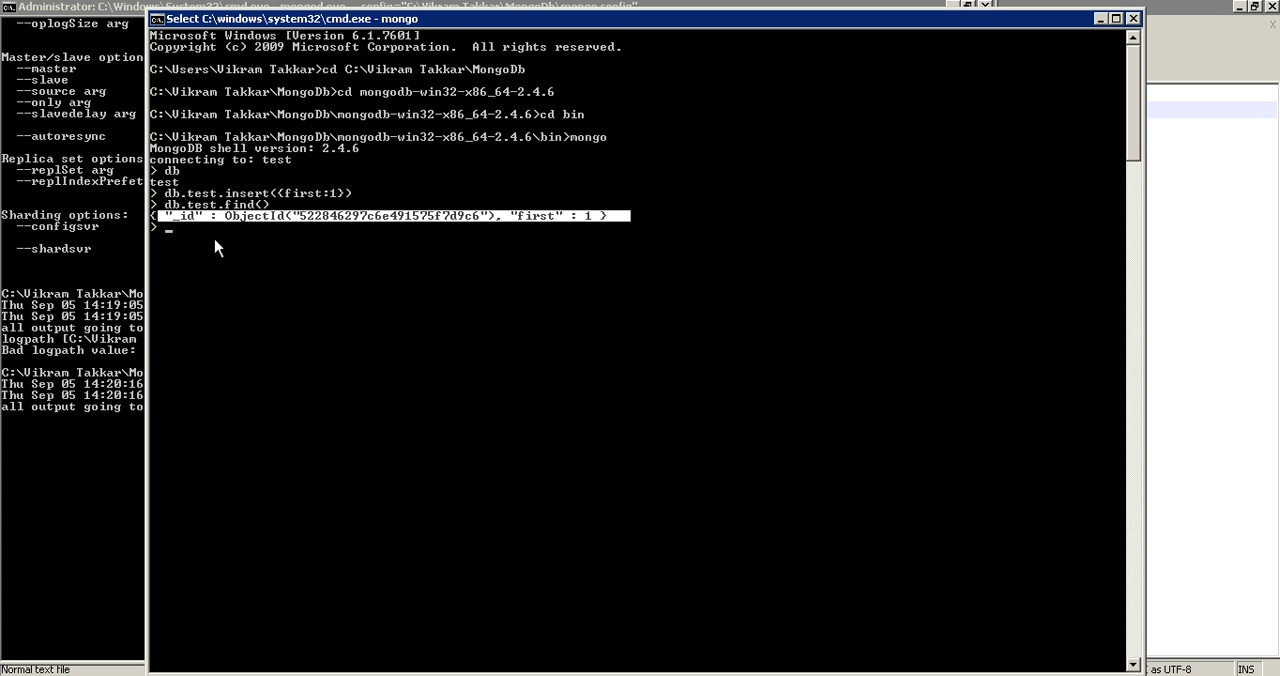 Administrator: C:\Windows\System32\cmd.exe - mongod.exe --config="C:\Vikram Takkar\MongoDb\mongo.config"
--oplogSize arg
Master/slave option
--master
--slave
--source arg
--only arg
--slavedelay arg
--autoresync
Replica set options
--replSet arg
--replIndexPrefet
Sharding options:
--configsvr
--shardsvr
C:\Vikram Takkar\Mo
Thu Sep 05 14:19:05
Thu Sep 05 14:19:05
all output going to
logpath [C:\Vikram
Bad logpath value:
C:\Vikram Takkar\Mo
Thu Sep 05 14:20:16
Thu Sep 05 14:20:16
all output going to
Normal text file
Select C:\windows\system32\cmd.exe - mongo
Microsoft Windows [Version 6.1.7601]
Copyright (c) 2009 Microsoft Corporation.  All rights reserved.
C:\Users\Vikram Takkar>cd C:\Vikram Takkar\MongoDb
C:\Vikram Takkar\MongoDb>cd mongodb-win32-x86_64-2.4.6
C:\Vikram Takkar\MongoDb\mongodb-win32-x86_64-2.4.6>cd bin
C:\Vikram Takkar\MongoDb\mongodb-win32-x86_64-2.4.6\bin>mongo
MongoDB shell version: 2.4.6
connecting to: test
> db
test
> db.test.insert({first:1})
> db.test.find()
{ "_id" : ObjectId("522846297c6e491575f7d9c6"), "first" : 1 }
> _
X
as UTF-8
INS